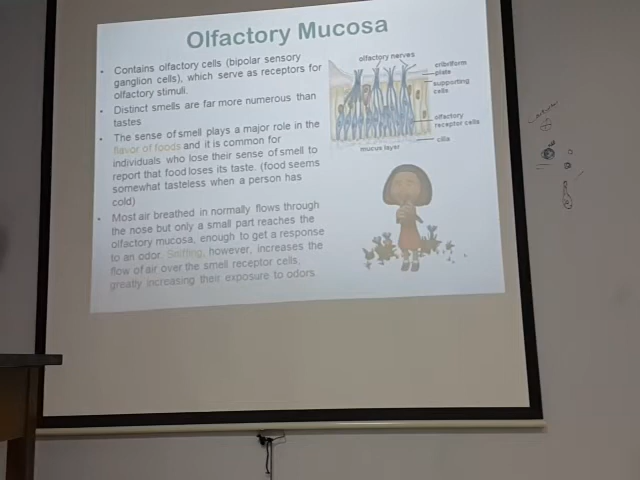 Olfactory Mucosa
• Contains olfactory cells (bipolar sensory
ganglion cells), which serve as receptors for
olfactory stimuli.
• Distinct smells are far more numerous than
tastes
• The sense of smell plays a major role in the
flavor of foods and it is common for
individuals who lose their sense of smell to
report that food loses its taste. (food seems
somewhat tasteless when a person has
cold)
• Most air breathed in normally flows through
the nose but only a small part reaches the
olfactory mucosa, enough to get a response
to an odor. Sniffing, however, increases the
flow of air over the smell receptor cells,
greatly increasing their exposure to odors
olfactory nerves
cribriform
plate
supporting
cells
olfactory
receptor cells
cilia
mucus layer